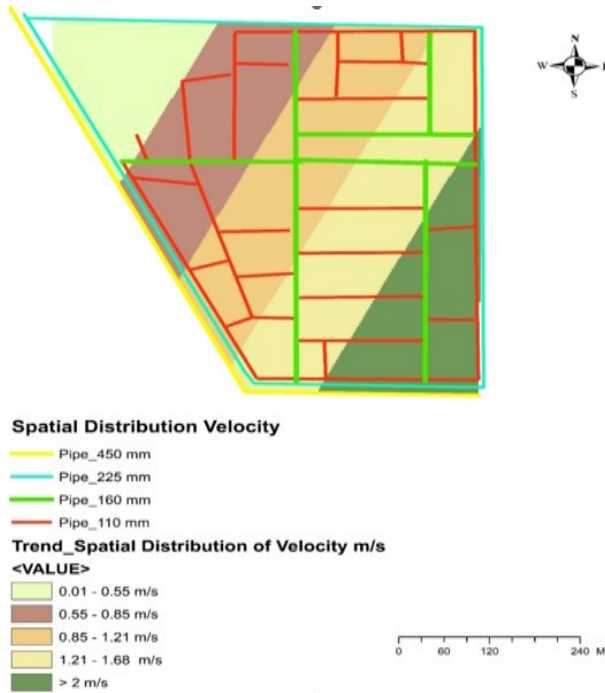 N
W
E
S
Spatial Distribution Velocity
Pipe_450 mm
Pipe_225 mm
Pipe_160 mm
Pipe_110 mm
Trend_Spatial Distribution of Velocity m/s
<VALUE>
0.01 - 0.55 m/s
0.55 - 0.85 m/s
0.85 - 1.21 m/s
1.21 - 1.68 m/s
> 2 m/s
0 60 120 240 M